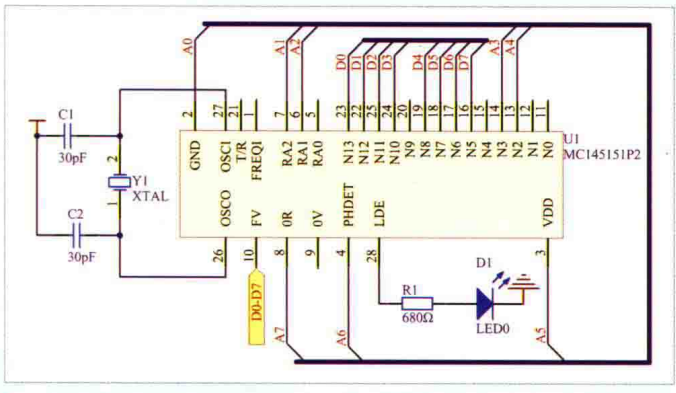 A0
A1
A2
D0
D1
D2
D3
D4
D5
D6
D7
A3
A4
2
27
21
1
7
6
5
23
22
25
24
20
19
18
17
16
15
14
13
12
11
C1
30pF
2
Y1
XTAL
1
C2
30pF
GND
OSCI
T/R
FREQI
RA2
RA1
RA0
N13
N12
N11
N10
N9
N8
N7
N6
N5
N4
N3
N2
N1
N0
U1
MC145151P2
OSCO
FV
0R
0V
PHDET
LDE
VDD
26
10
8
9
4
28
3
D0-D7
R1
680Ω
D1
LED0
A7
A6
A5